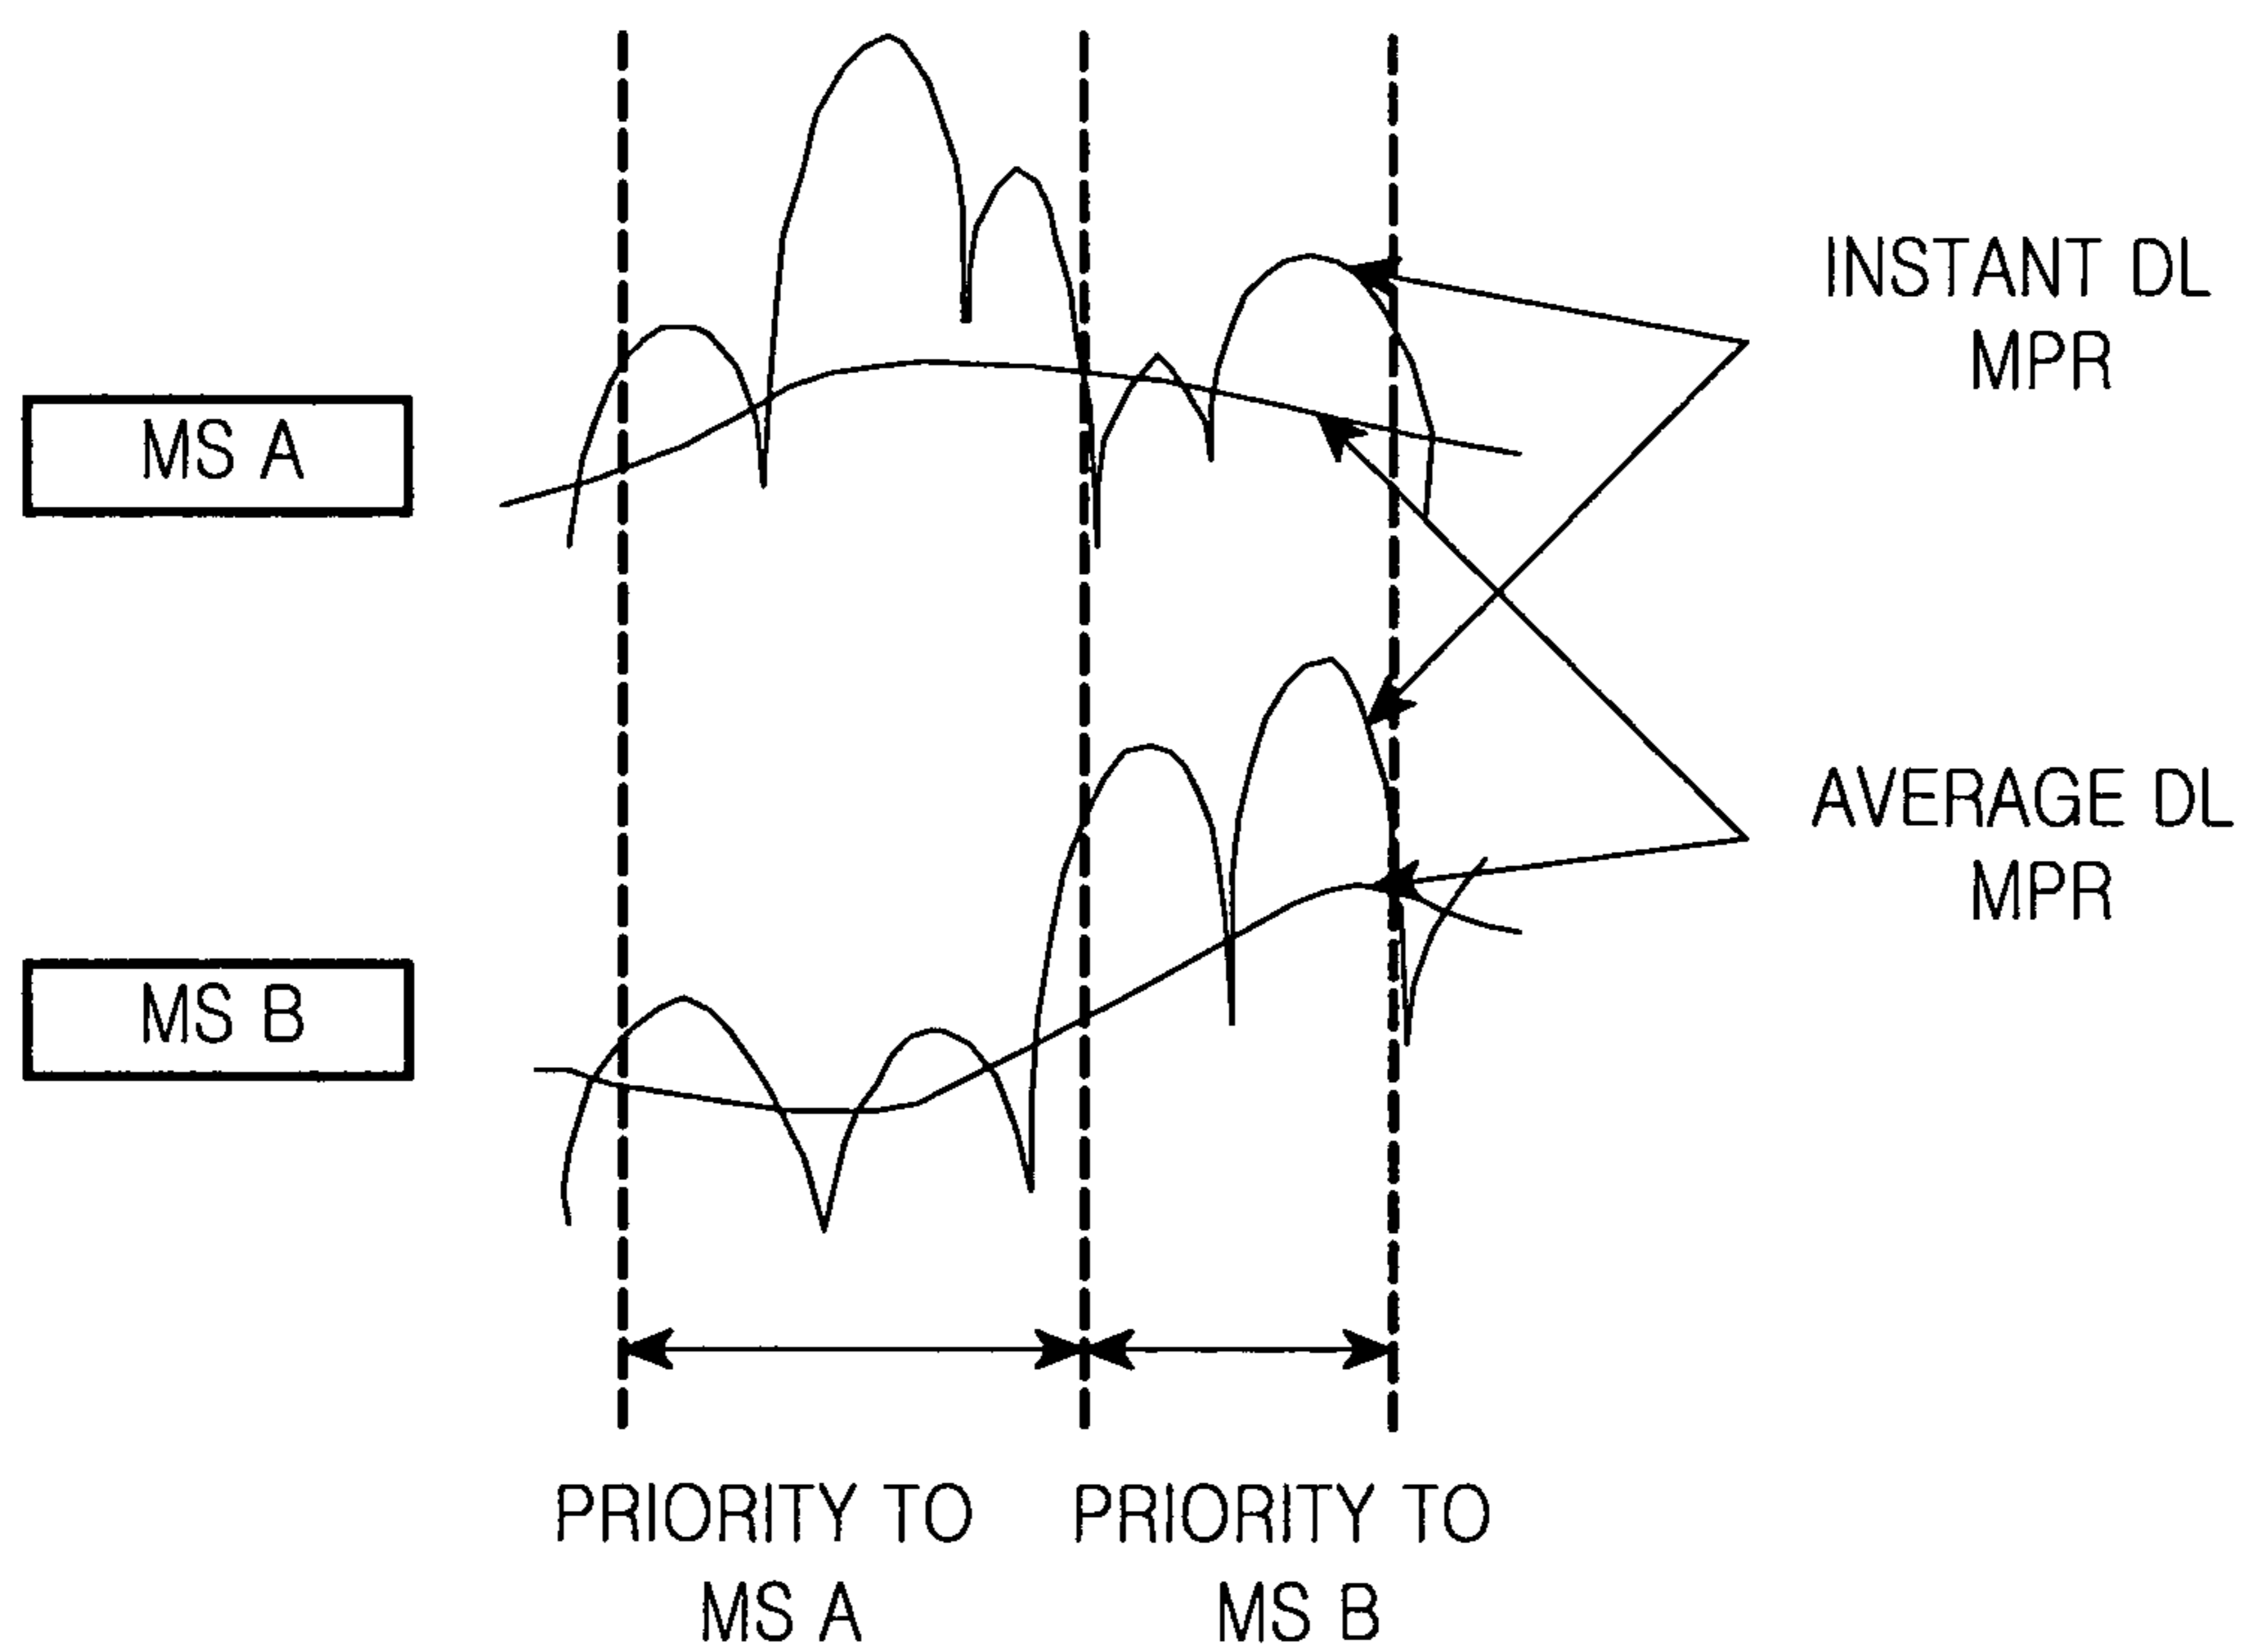 INSTANT DL
MPR
MS A
AVERAGE DL
MPR
MS B
PRIORITY TO
MS A
PRIORITY TO
MS B